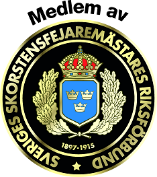 Medlem av
SVERIGES SKORSTENSFEJAREMÄSTARES RIKSFÖRBUND
1897-1915